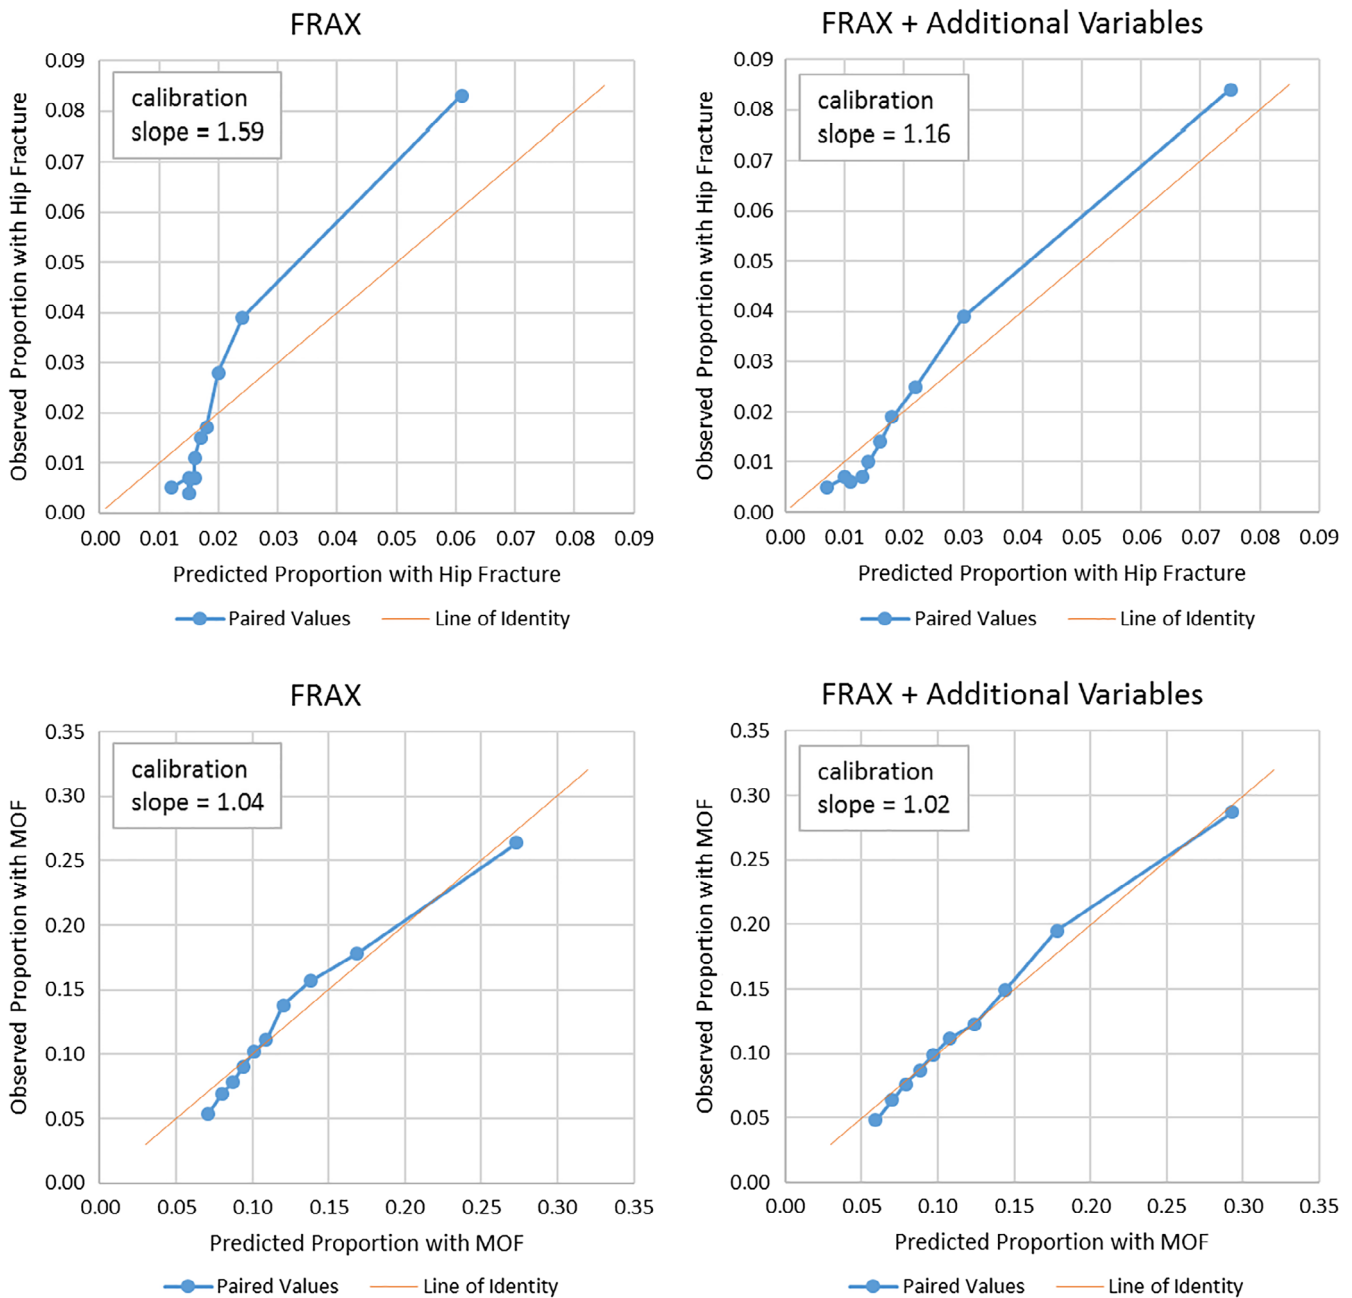 FRAX
calibration
slope = 1.59
Observed Proportion with Hip Fracture
0.09
0.08
0.07
0.06
0.05
0.04
0.03
0.02
0.01
0.00
0.00 0.01 0.02 0.03 0.04 0.05 0.06 0.07 0.08 0.09
Predicted Proportion with Hip Fracture
Paired Values Line of Identity
FRAX + Additional Variables
calibration
slope = 1.16
Observed Proportion with Hip Fracture
0.09
0.08
0.07
0.06
0.05
0.04
0.03
0.02
0.01
0.00
0.00 0.01 0.02 0.03 0.04 0.05 0.06 0.07 0.08 0.09
Predicted Proportion with Hip Fracture
Paired Values Line of Identity
FRAX
calibration
slope = 1.04
Observed Proportion with MOF
0.35
0.30
0.25
0.20
0.15
0.10
0.05
0.00
0.00 0.05 0.10 0.15 0.20 0.25 0.30 0.35
Predicted Proportion with MOF
Paired Values Line of Identity
FRAX + Additional Variables
calibration
slope = 1.02
Observed Proportion with MOF
0.35
0.30
0.25
0.20
0.15
0.10
0.05
0.00
0.00 0.05 0.10 0.15 0.20 0.25 0.30 0.35
Predicted Proportion with MOF
Paired Values Line of Identity